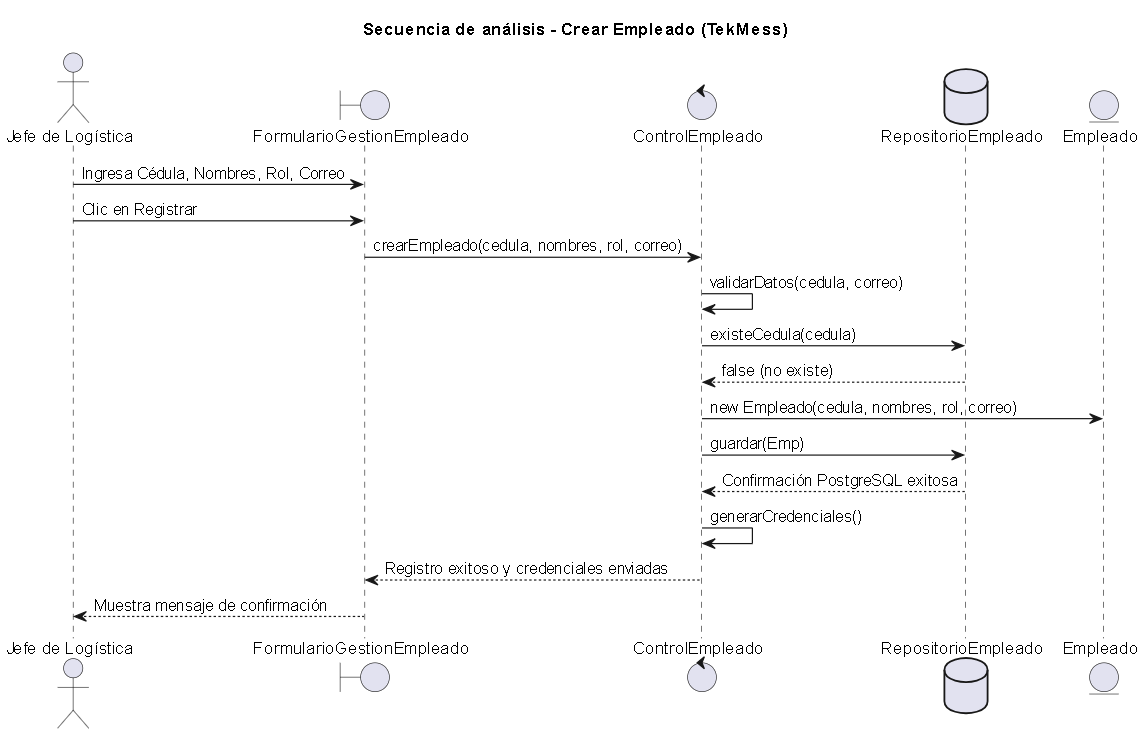 Secuencia de análisis - Crear Empleado (TekMess)
Jefe de Logística
FormularioGestionEmpleado
ControlEmpleado
RepositorioEmpleado
Empleado
Ingresa Cédula, Nombres, Rol, Correo
Clic en Registrar
crearEmpleado(cedula, nombres, rol, correo)
validarDatos(cedula, correo)
existeCedula(cedula)
false (no existe)
new Empleado(cedula, nombres, rol, correo)
guardar(Emp)
Confirmación PostgreSQL exitosa
generarCredenciales()
Registro exitoso y credenciales enviadas
Muestra mensaje de confirmación
Jefe de Logística
FormularioGestionEmpleado
ControlEmpleado
RepositorioEmpleado
Empleado